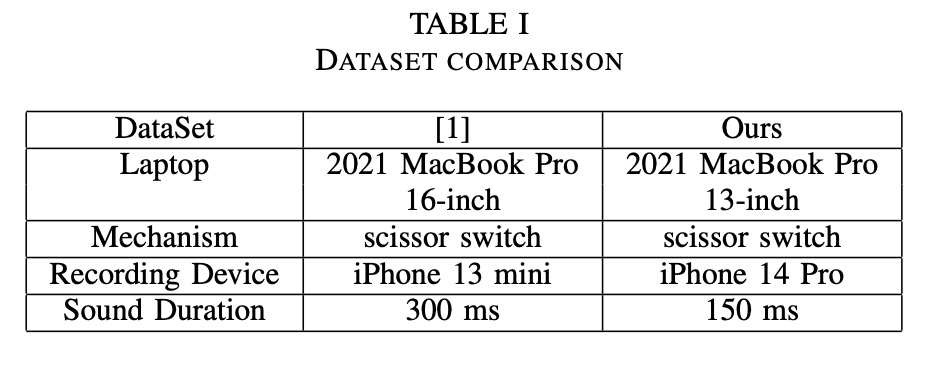 TABLE I
DATASET COMPARISON
DataSet [1] Ours
Laptop 2021 MacBook Pro 2021 MacBook Pro
16-inch 13-inch
Mechanism scissor switch scissor switch
Recording Device iPhone 13 mini iPhone 14 Pro
Sound Duration 300 ms 150 ms